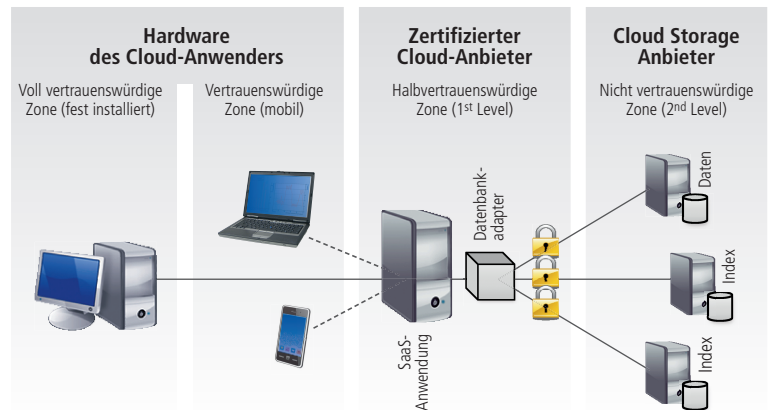 Hardware
des Cloud-Anwenders
Zertifizierter
Cloud-Anbieter
Cloud Storage
Anbieter
Voll vertrauenswürdige
Zone (fest installiert)
Vertrauenswürdige
Zone (mobil)
Halbvertrauenswürdige
Zone (1st Level)
Nicht vertrauenswürdige
Zone (2nd Level)
Datenbank-
adapter
SaaS-
Anwendung
Daten
Index
Index